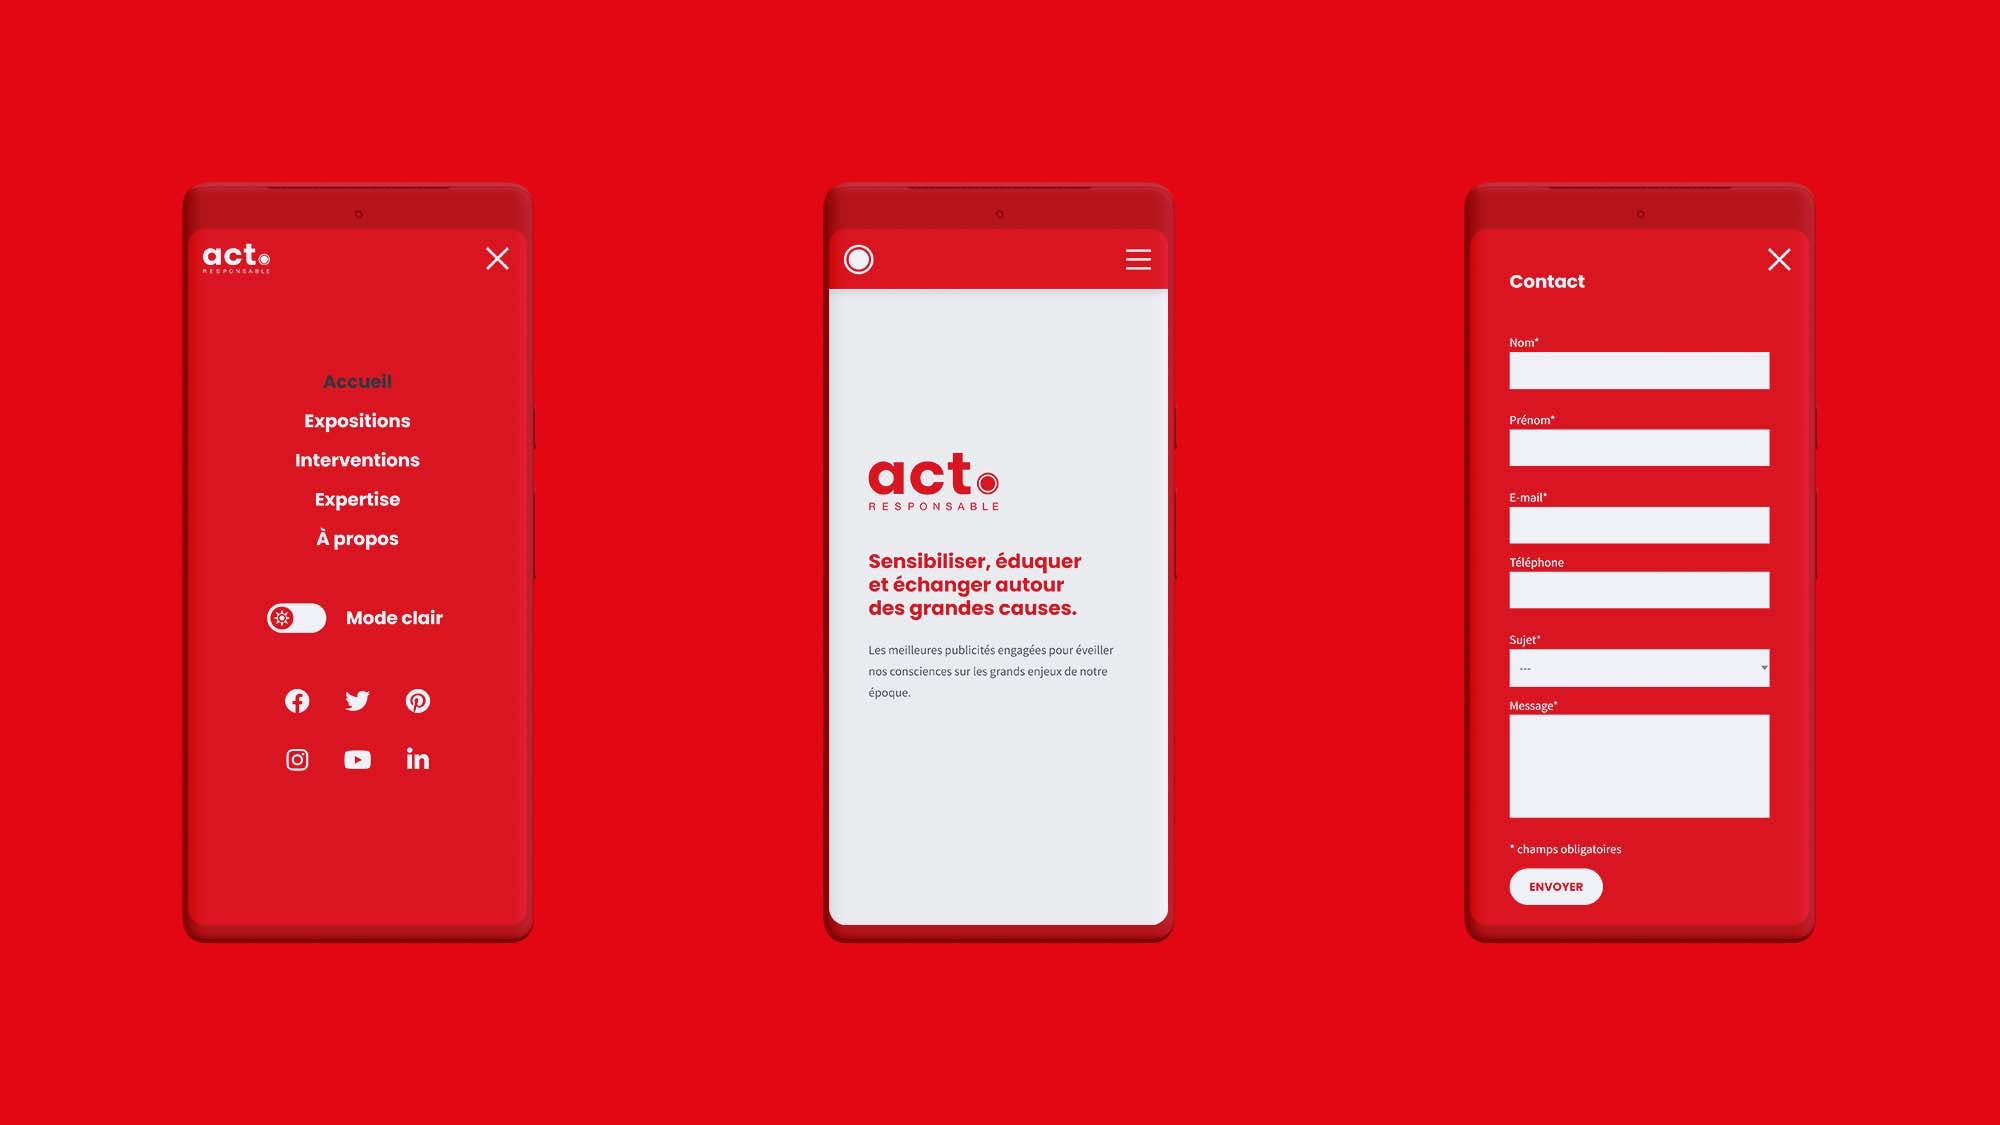 act.
RESPONSABLE
Accueil
Expositions
Interventions
Expertise
À propos
Mode clair
act.
RESPONSABLE
Sensibiliser, éduquer
et échanger autour
des grandes causes.
Les meilleures publicités engagées pour éveiller
nos consciences sur les grands enjeux de notre
époque.
Contact
Nom*
Prénom*
E-mail*
Téléphone
Sujet*
---
Message*
* champs obligatoires
ENVOYER